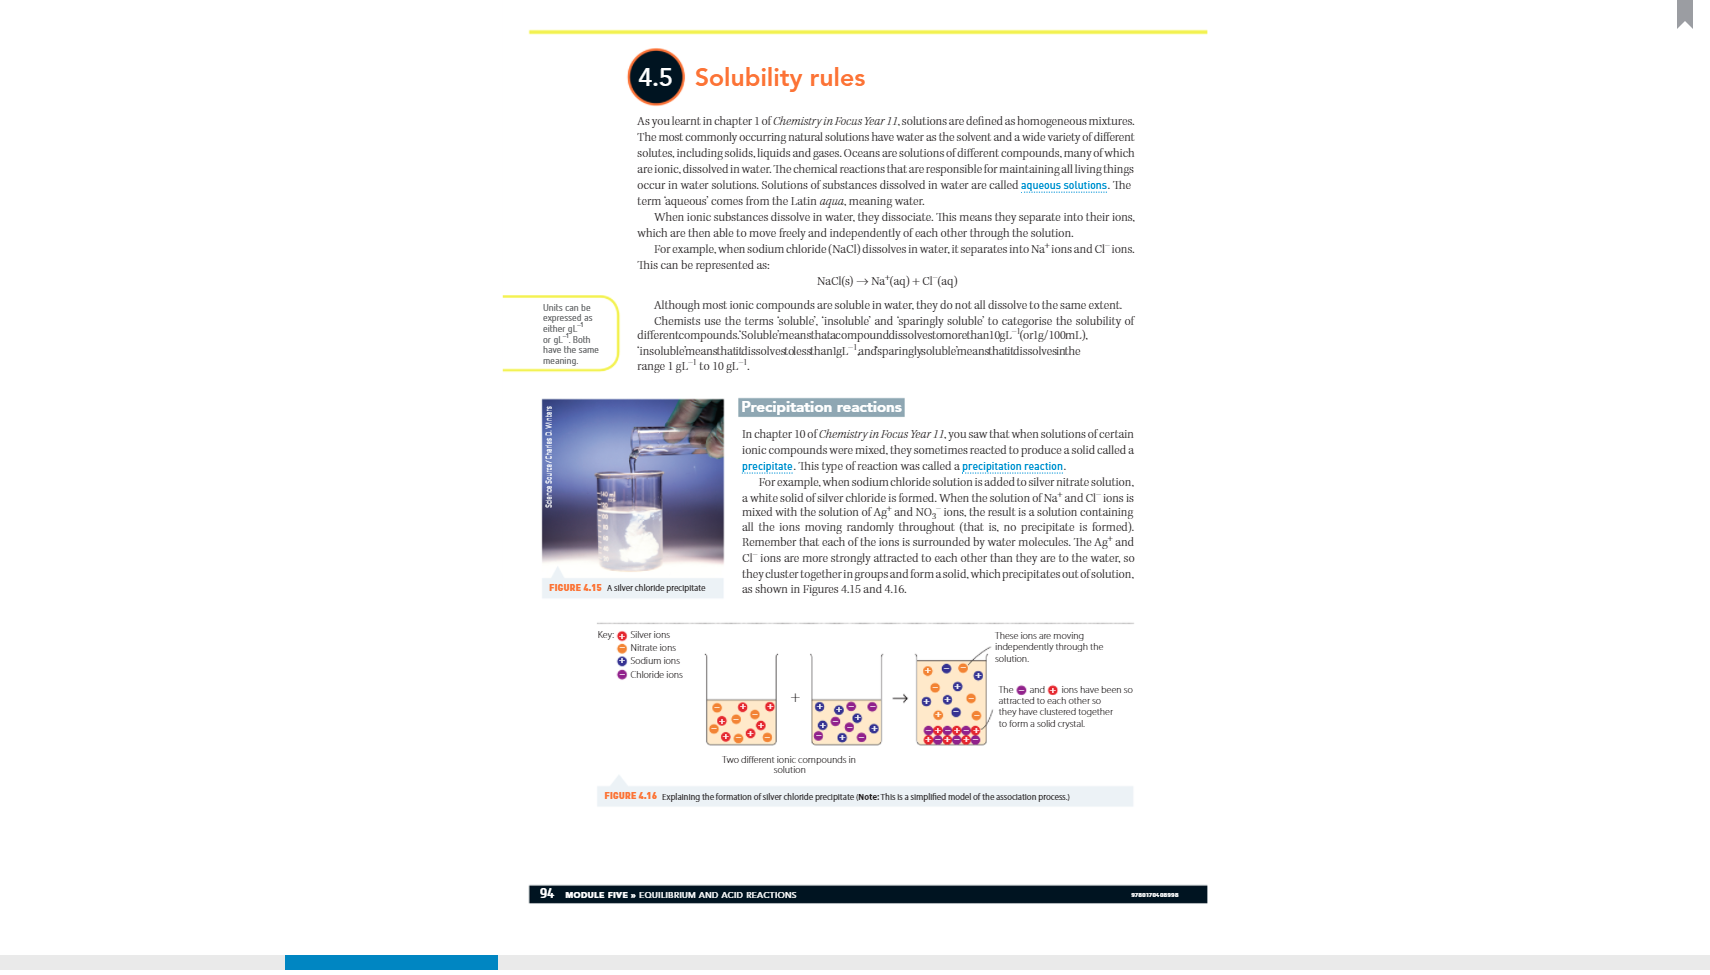 4.5 Solubility rules
As you learnt in chapter 1 of Chemistry in Focus Year 11, solutions are defined as homogeneous mixtures.
The most commonly occurring natural solutions have water as the solvent and a wide variety of different
solutes, including solids, liquids and gases. Oceans are solutions of different compounds, many of which
are ionic, dissolved in water. The chemical reactions that are responsible for maintaining all living things
occur in water solutions. Solutions of substances dissolved in water are called aqueous solutions. The
term 'aqueous' comes from the Latin aqua, meaning water.
When ionic substances dissolve in water, they dissociate. This means they separate into their ions,
which are then able to move freely and independently of each other through the solution.
For example, when sodium chloride (NaCl) dissolves in water, it separates into Na⁺ ions and Cl⁻ ions.
This can be represented as:
NaCl(s) → Na⁺(aq) + Cl⁻(aq)
Although most ionic compounds are soluble in water, they do not all dissolve to the same extent.
Chemists use the terms 'soluble', 'insoluble' and 'sparingly soluble' to categorise the solubility of
different compounds. 'Soluble' means that a compound dissolves to more than 10 gL⁻¹ (or 1g/100mL),
'insoluble' means that it dissolves to less than 1 gL⁻¹, and 'sparingly soluble' means that it dissolves in the
range 1 gL⁻¹ to 10 gL⁻¹.
Units can be
expressed as
either gL⁻¹
or gL⁻¹. Both
have the same
meaning.
Science Source/Charles D. Winters
FIGURE 4.15 A silver chloride precipitate
Precipitation reactions
In chapter 10 of Chemistry in Focus Year 11, you saw that when solutions of certain
ionic compounds were mixed, they sometimes reacted to produce a solid called a
precipitate. This type of reaction was called a precipitation reaction.
For example, when sodium chloride solution is added to silver nitrate solution,
a white solid of silver chloride is formed. When the solution of Na⁺ and Cl⁻ ions is
mixed with the solution of Ag⁺ and NO₃⁻ ions, the result is a solution containing
all the ions moving randomly throughout (that is, no precipitate is formed).
Remember that each of the ions is surrounded by water molecules. The Ag⁺ and
Cl⁻ ions are more strongly attracted to each other than they are to the water, so
they cluster together in groups and form a solid, which precipitates out of solution,
as shown in Figures 4.15 and 4.16.
Key: + Silver ions
− Nitrate ions
+ Sodium ions
− Chloride ions
+
→
These ions are moving
independently through the
solution.
The − and + ions have been so
attracted to each other so
they have clustered together
to form a solid crystal.
Two different ionic compounds in
solution
FIGURE 4.16 Explaining the formation of silver chloride precipitate (Note: This is a simplified model of the association process.)
94 MODULE FIVE » EQUILIBRIUM AND ACID REACTIONS
9780170408998